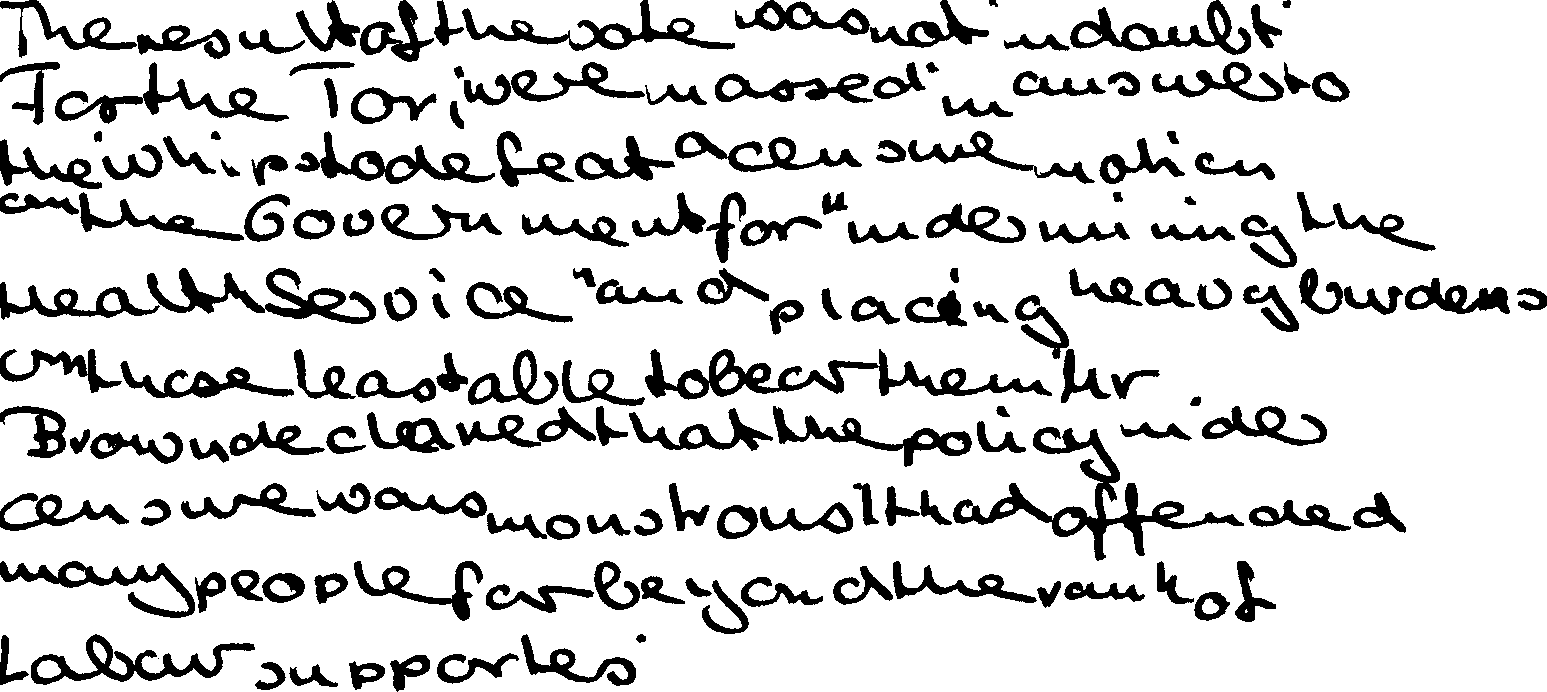 The result of the vote was not in doubt
For the Tories were massed in answer to
their whips to defeat a censure motion
on the Government for "undermining the
Health Service" and placing heavy burdens
on those least able to bear them Mr
Brown declared that the policy under
censure was monstrous It had offended
many people far beyond the rank of
Labour supporters